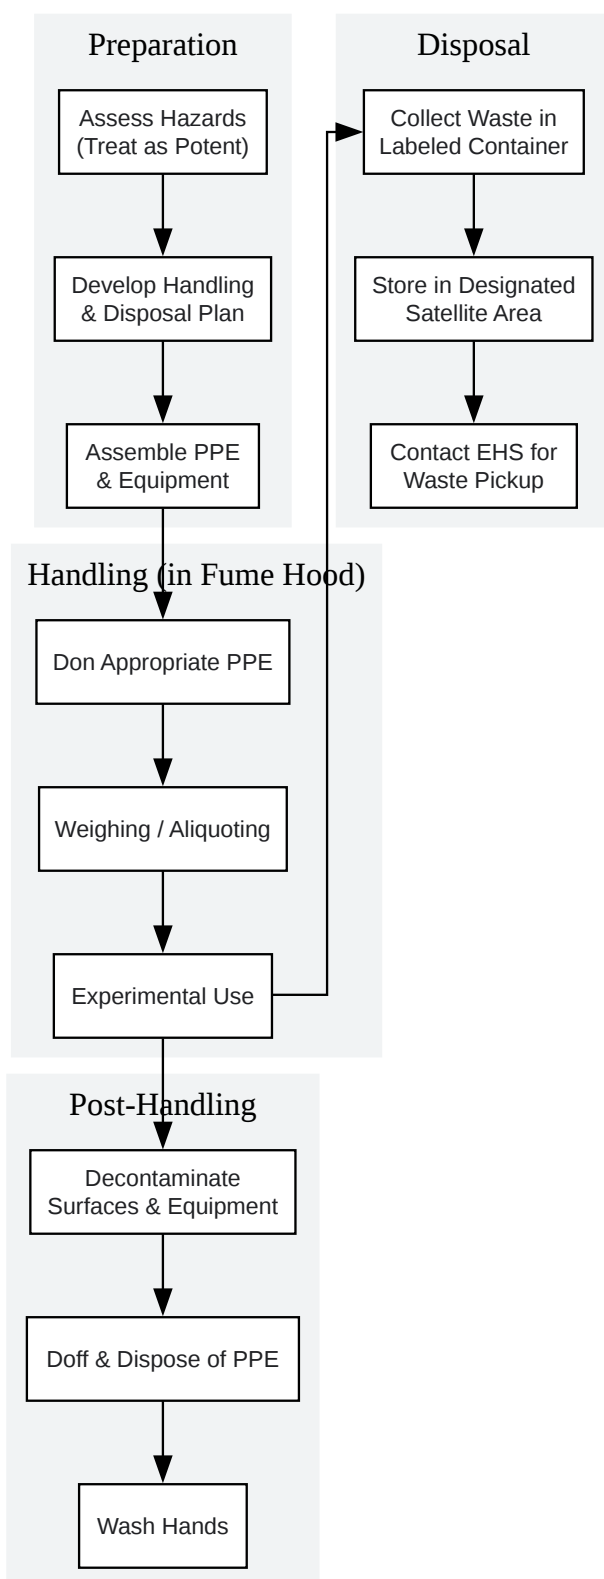 Preparation
Assess Hazards
(Treat as Potent)
Develop Handling
& Disposal Plan
Assemble PPE
& Equipment
Handling (in Fume Hood)
Don Appropriate PPE
Weighing / Aliquoting
Experimental Use
Post-Handling
Decontaminate
Surfaces & Equipment
Doff & Dispose of PPE
Wash Hands
Disposal
Collect Waste in
Labeled Container
Store in Designated
Satellite Area
Contact EHS for
Waste Pickup